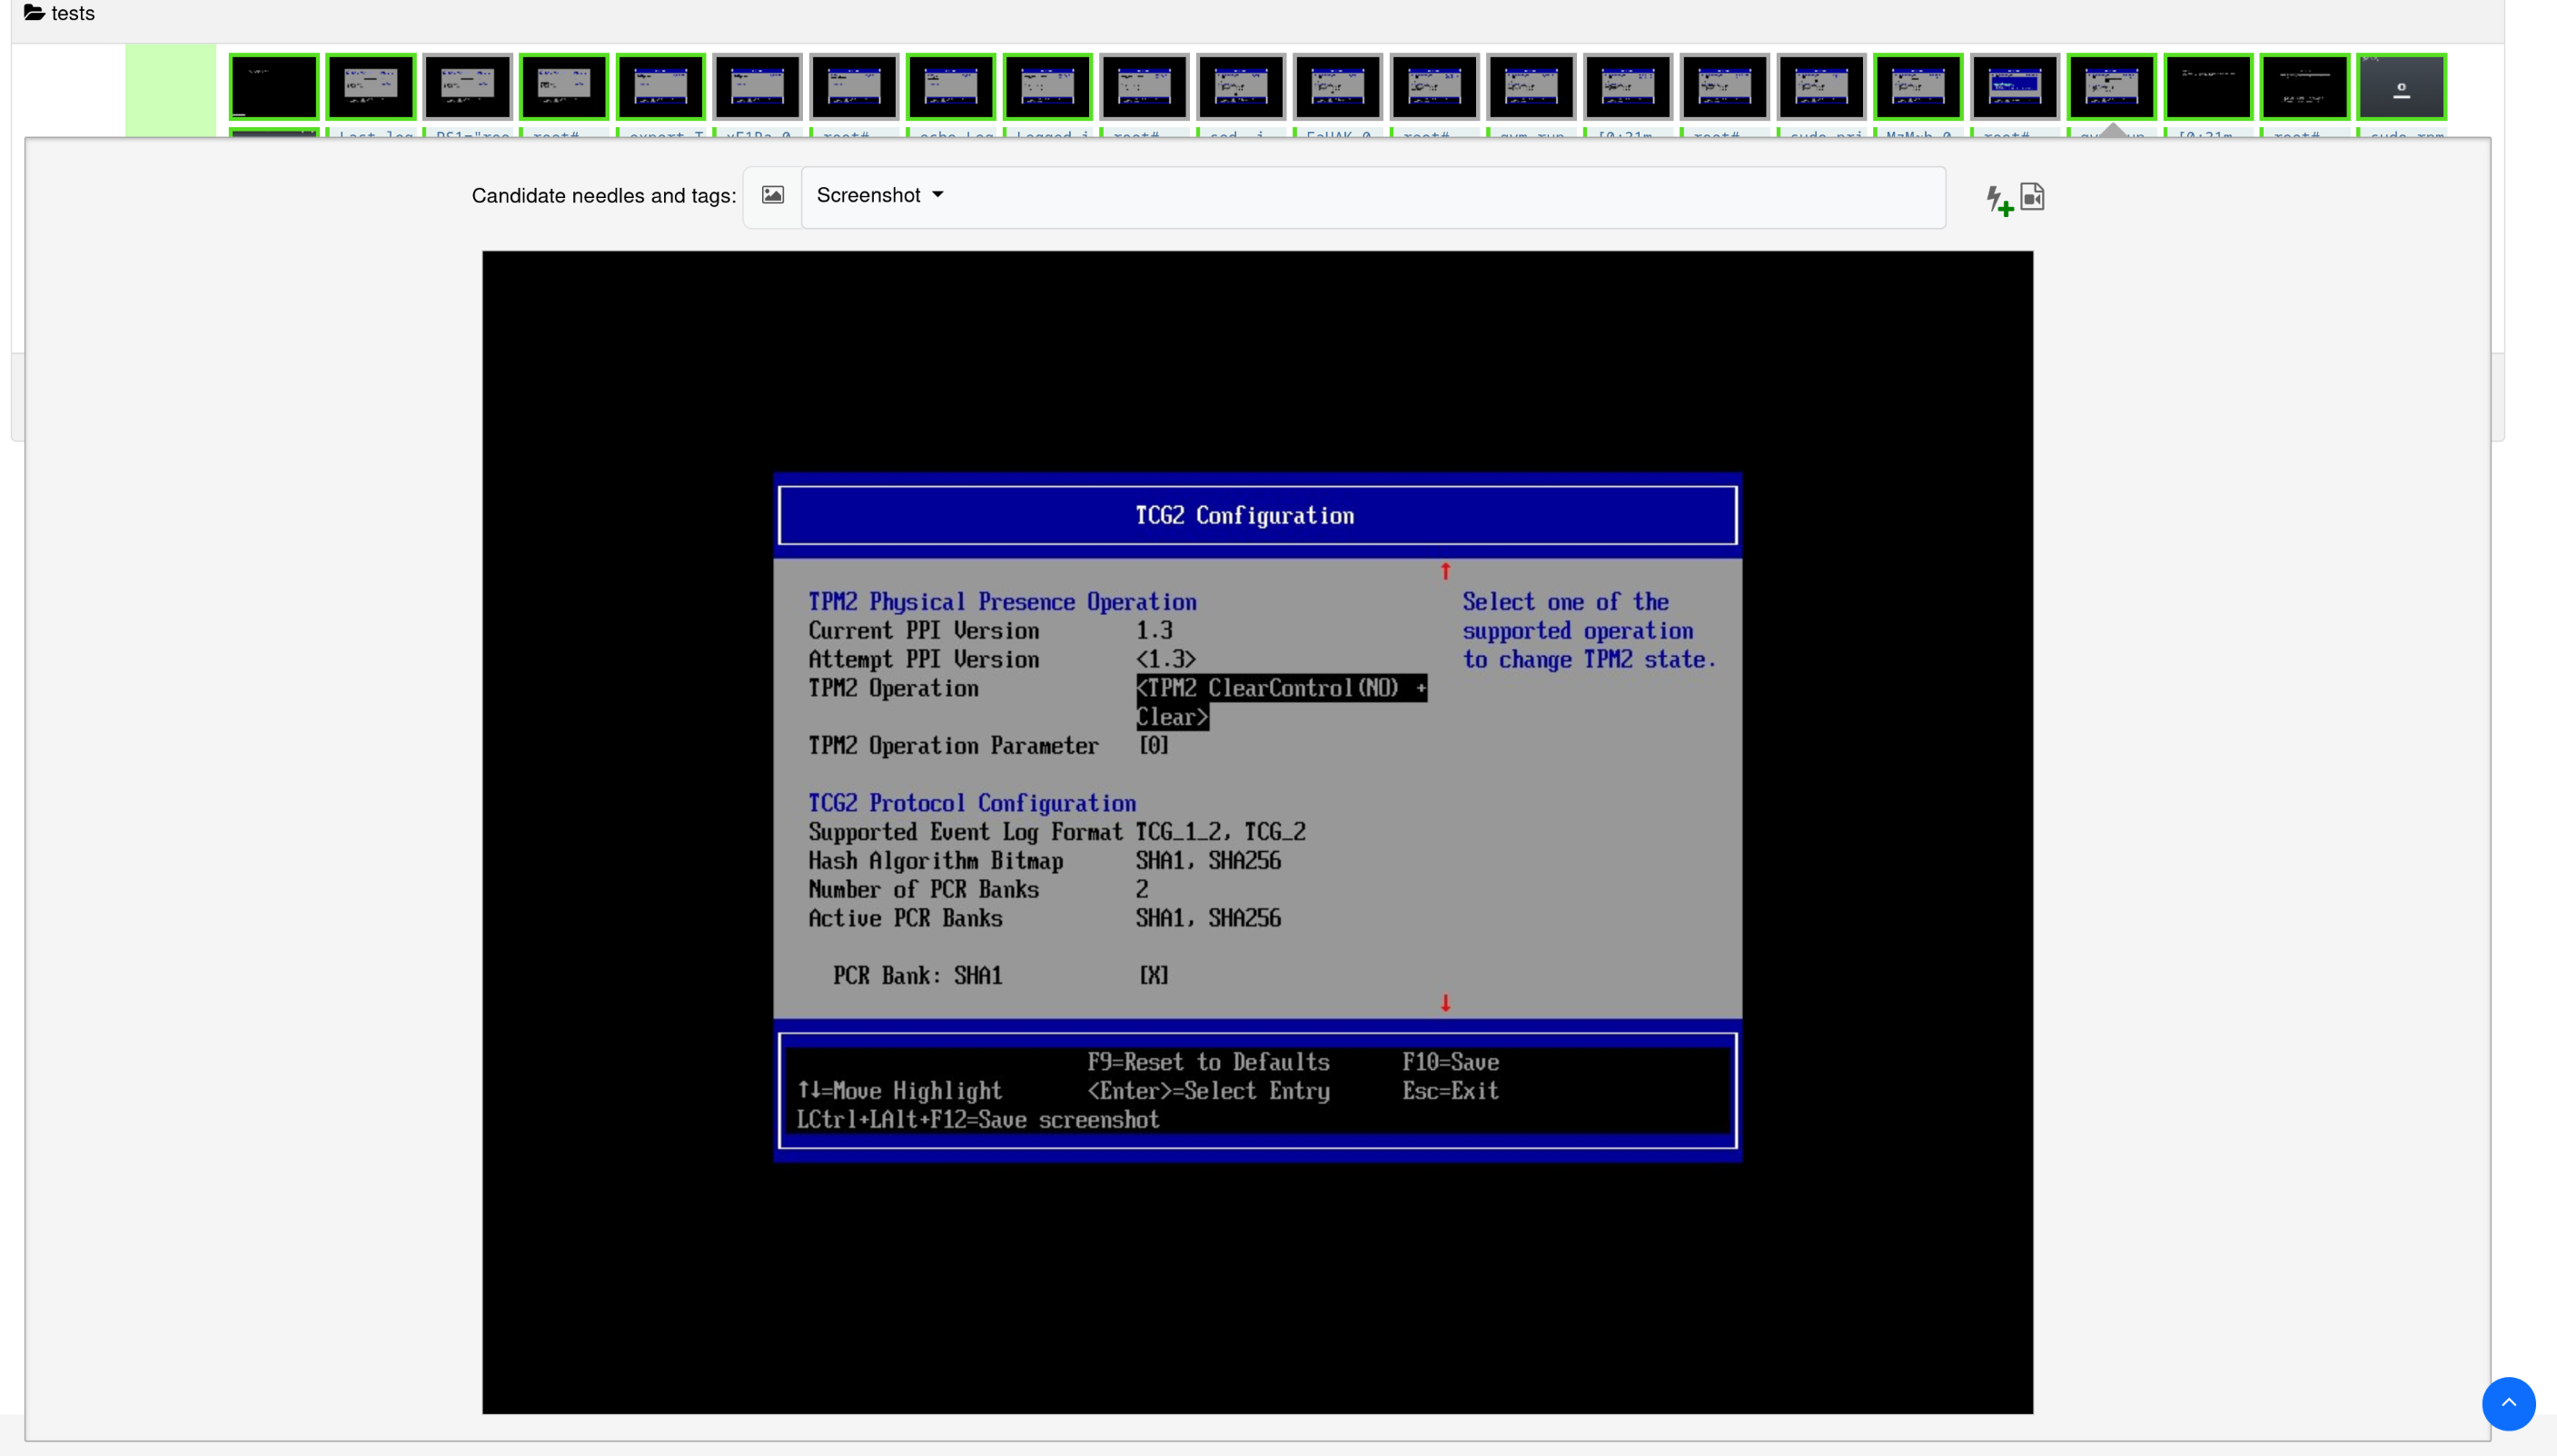 tests
Candidate needles and tags: Screenshot
TCG2 Configuration
TPM2 Physical Presence Operation
Current PPI Version 1.3
Attempt PPI Version <1.3>
TPM2 Operation <TPM2 ClearControl(NO) +
Clear>
TPM2 Operation Parameter [0]
Select one of the
supported operation
to change TPM2 state.
TCG2 Protocol Configuration
Supported Event Log Format TCG_1_2, TCG_2
Hash Algorithm Bitmap SHA1, SHA256
Number of PCR Banks 2
Active PCR Banks SHA1, SHA256
PCR Bank: SHA1 [X]
F9=Reset to Defaults F10=Save
↑↓=Move Highlight <Enter>=Select Entry Esc=Exit
LCtrl+LAlt+F12=Save screenshot